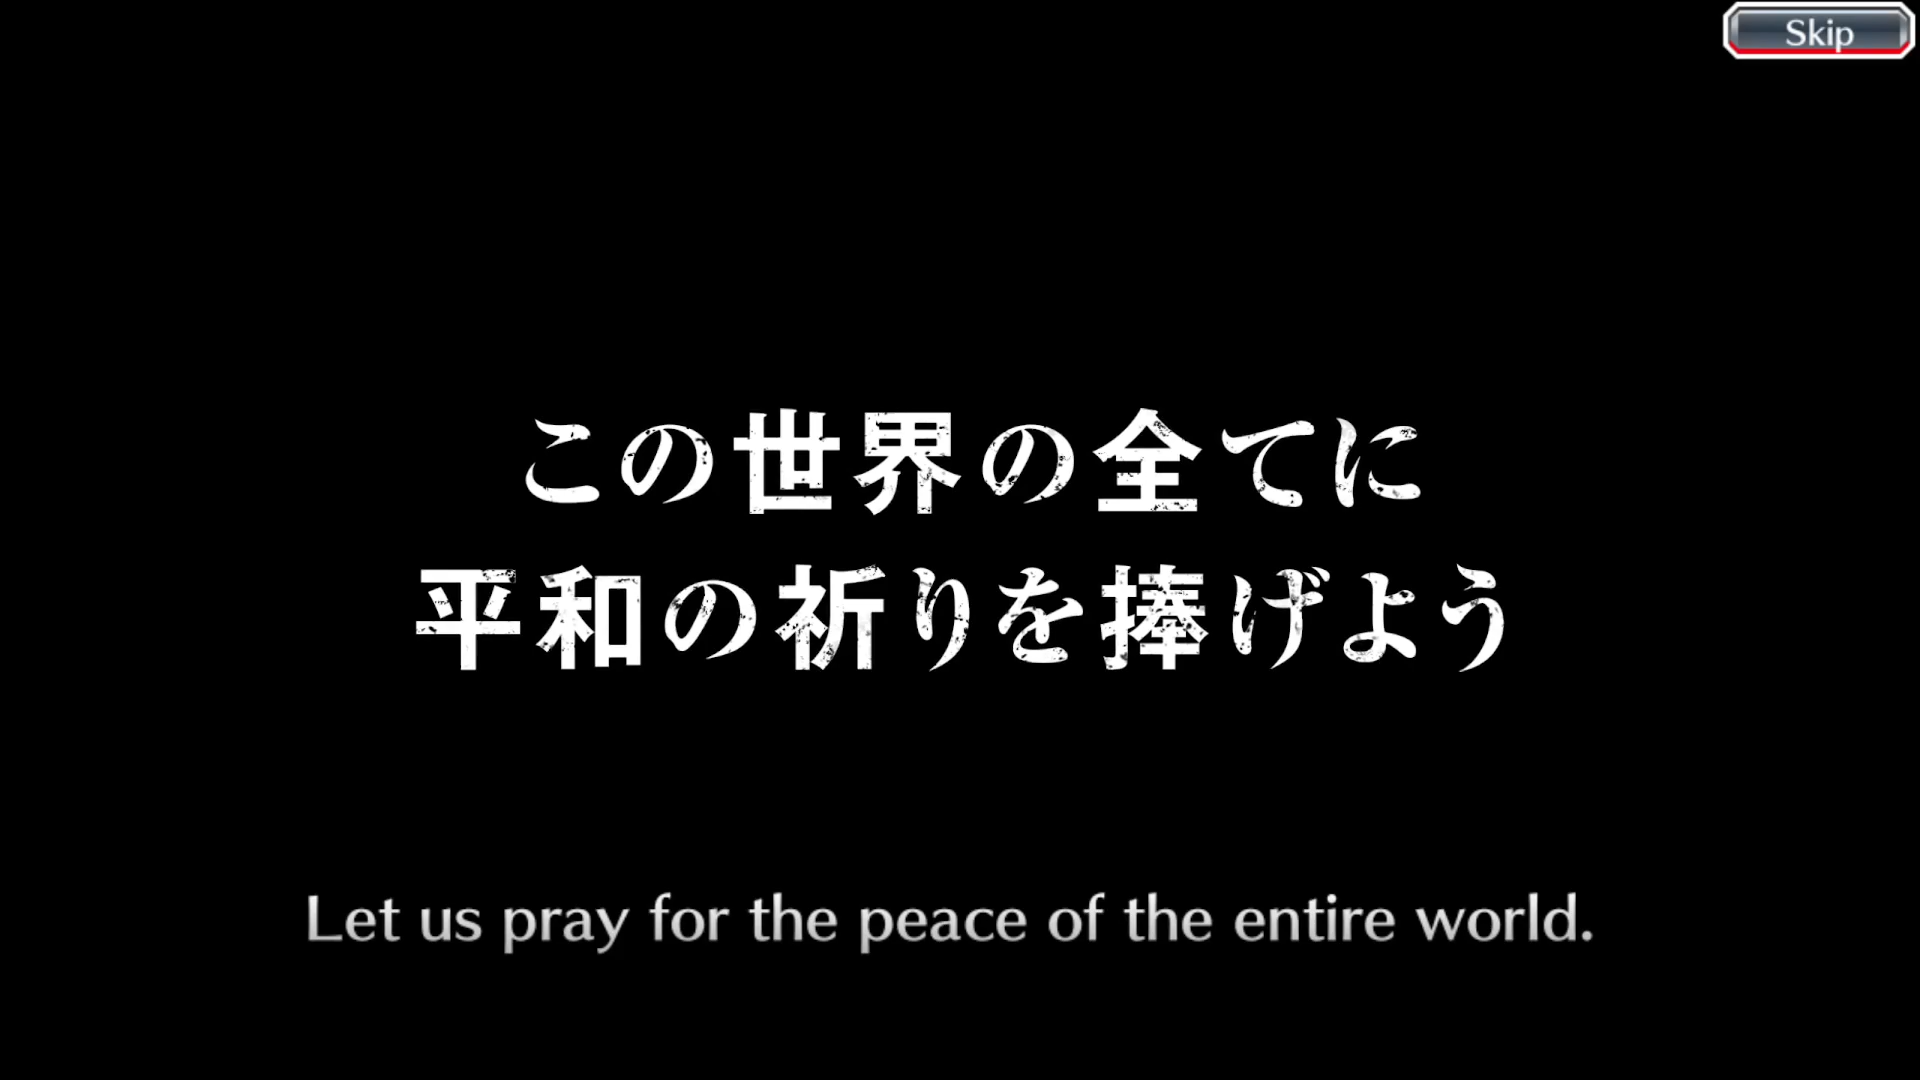 Skip
この世界の全てに
平和の祈りを捧げよう
Let us pray for the peace of the entire world.